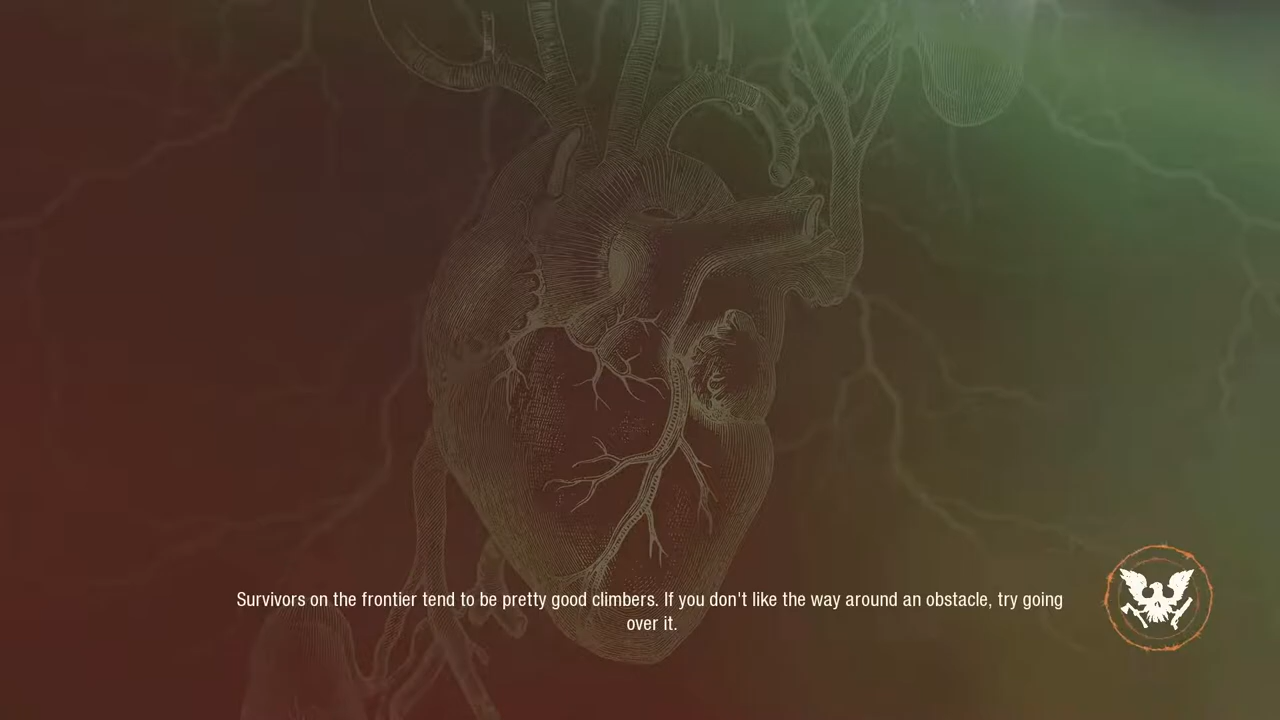 Survivors on the frontier tend to be pretty good climbers. If you don't like the way around an obstacle, try going
over it.